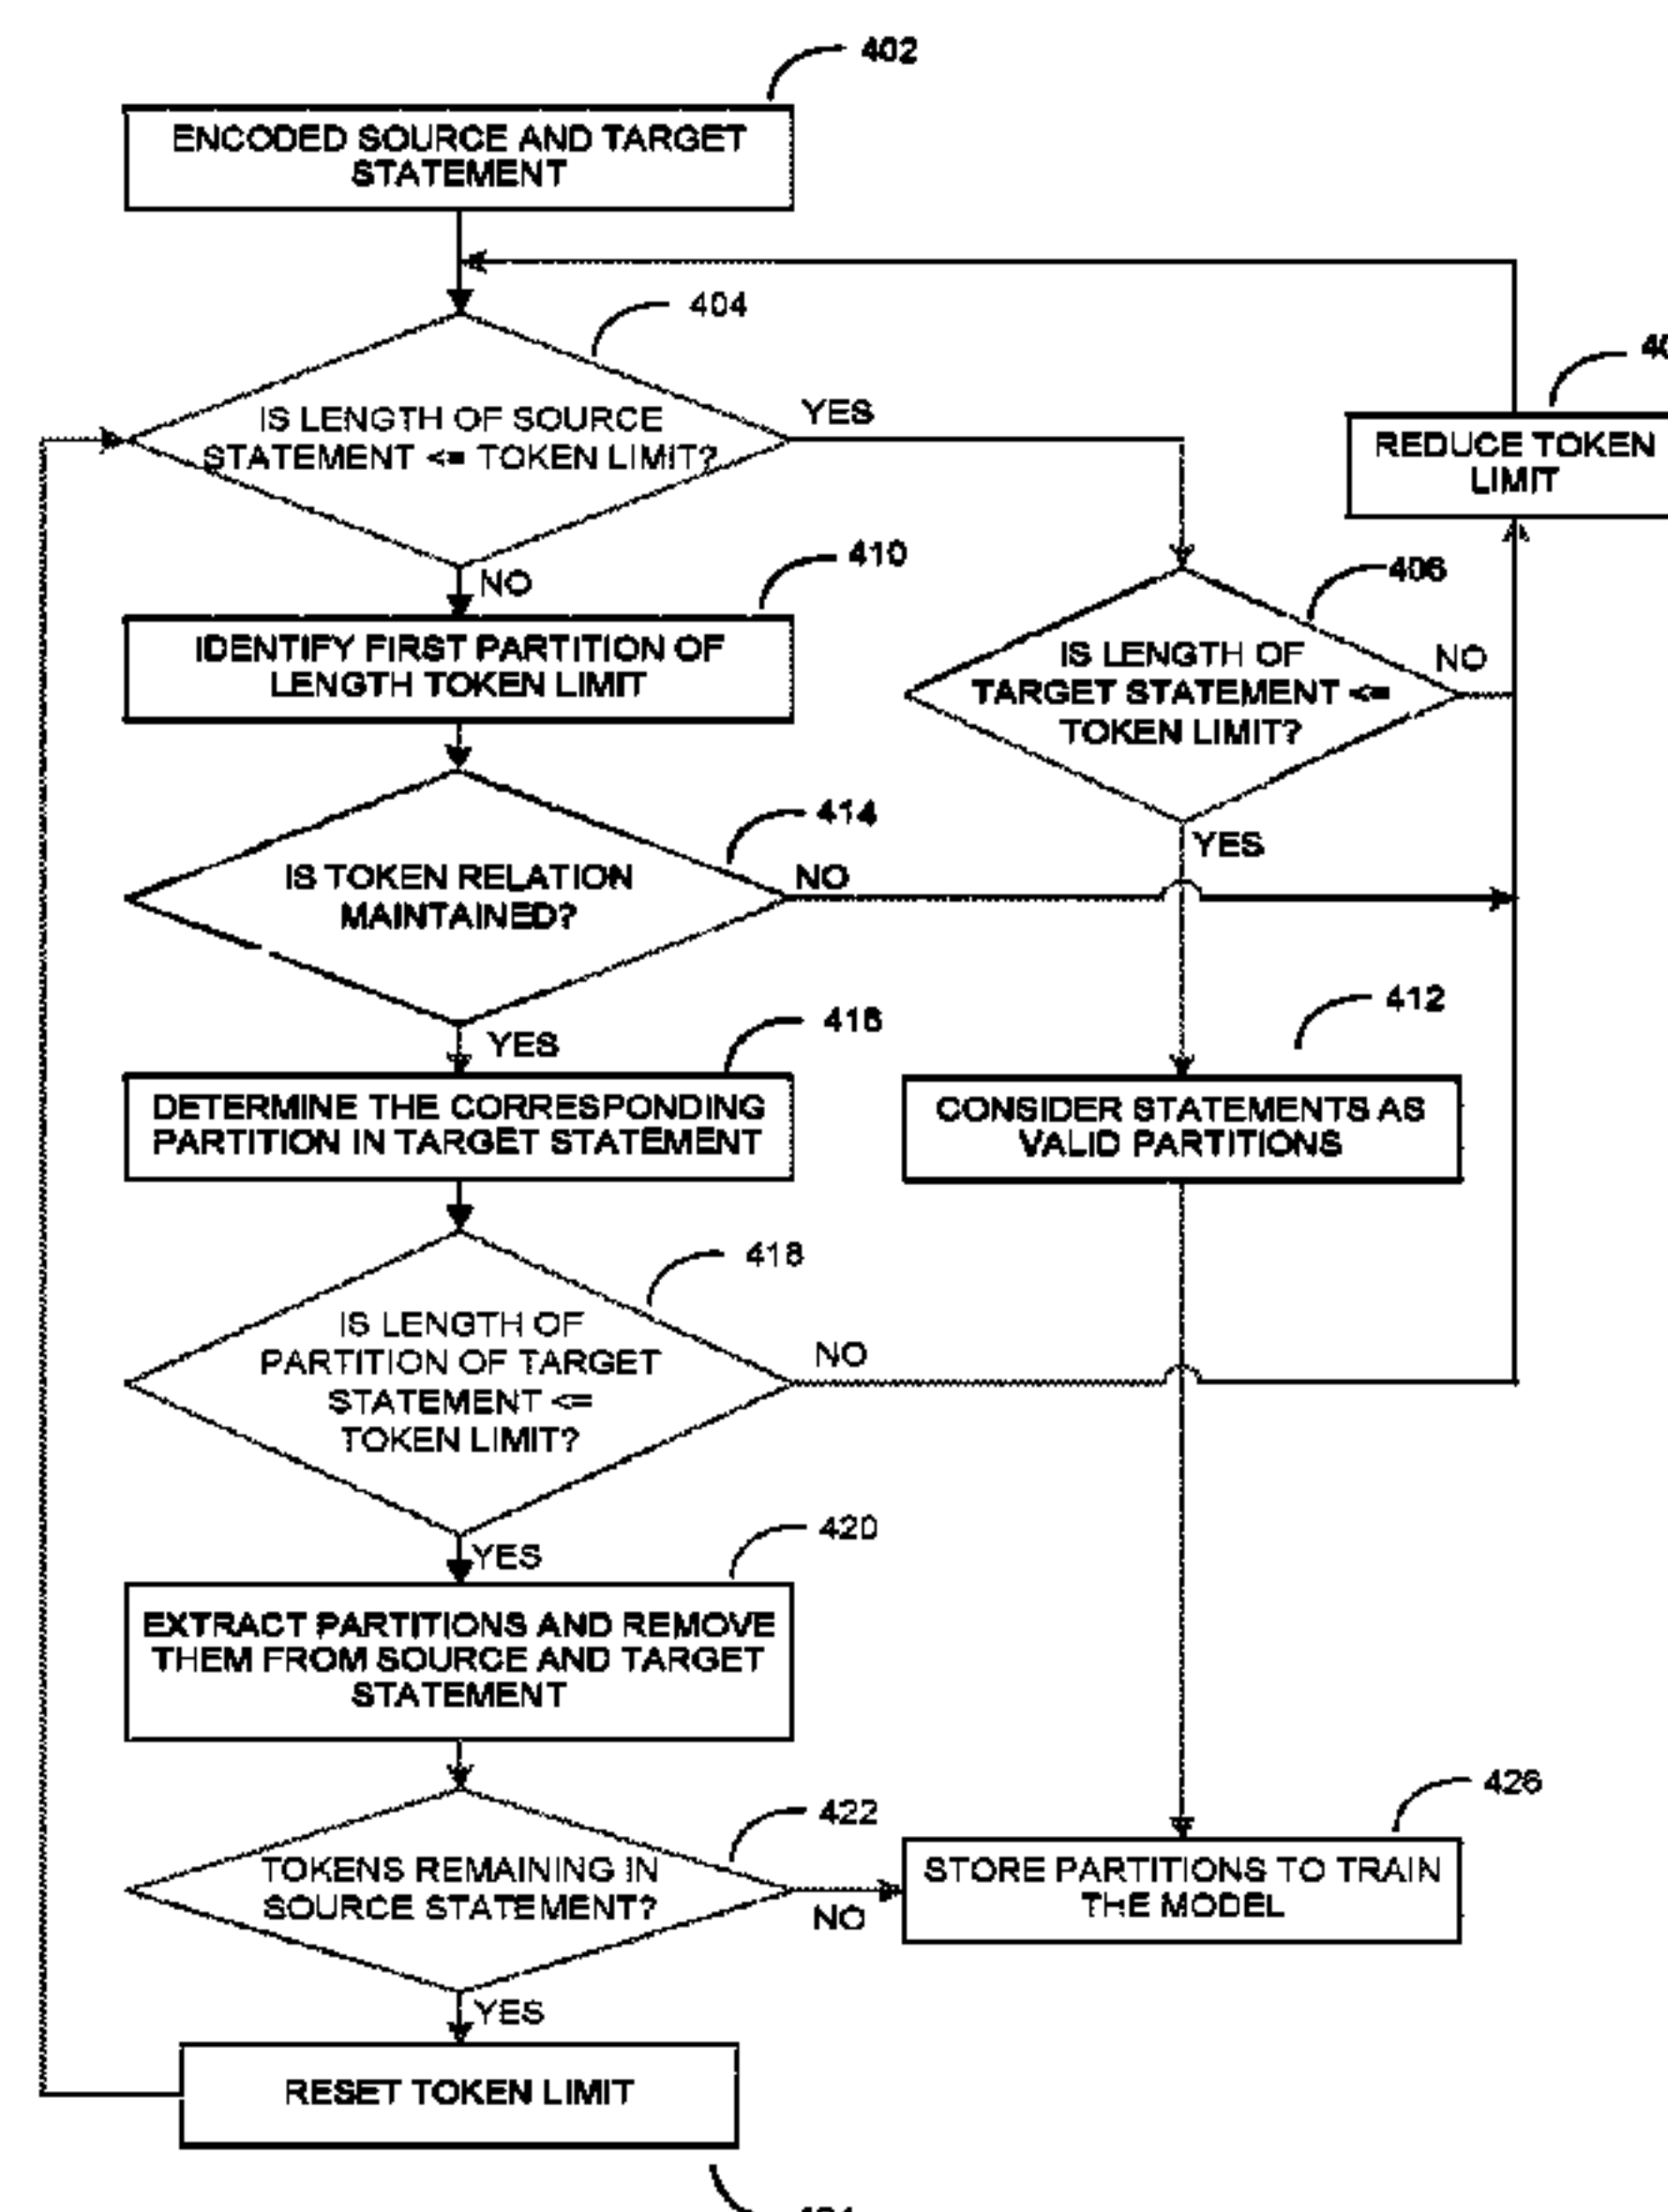 402
ENCODED SOURCE AND TARGET
STATEMENT
404
IS LENGTH OF SOURCE
STATEMENT <= TOKEN LIMIT?
YES
NO
REDUCE TOKEN
LIMIT
406
IS LENGTH OF
TARGET STATEMENT <=
TOKEN LIMIT?
NO
YES
410
IDENTIFY FIRST PARTITION OF
LENGTH TOKEN LIMIT
414
IS TOKEN RELATION
MAINTAINED?
NO
YES
416
DETERMINE THE CORRESPONDING
PARTITION IN TARGET STATEMENT
412
CONSIDER STATEMENTS AS
VALID PARTITIONS
418
IS LENGTH OF
PARTITION OF TARGET
STATEMENT <=
TOKEN LIMIT?
NO
YES
420
EXTRACT PARTITIONS AND REMOVE
THEM FROM SOURCE AND TARGET
STATEMENT
422
TOKENS REMAINING IN
SOURCE STATEMENT?
NO
YES
426
STORE PARTITIONS TO TRAIN
THE MODEL
RESET TOKEN LIMIT